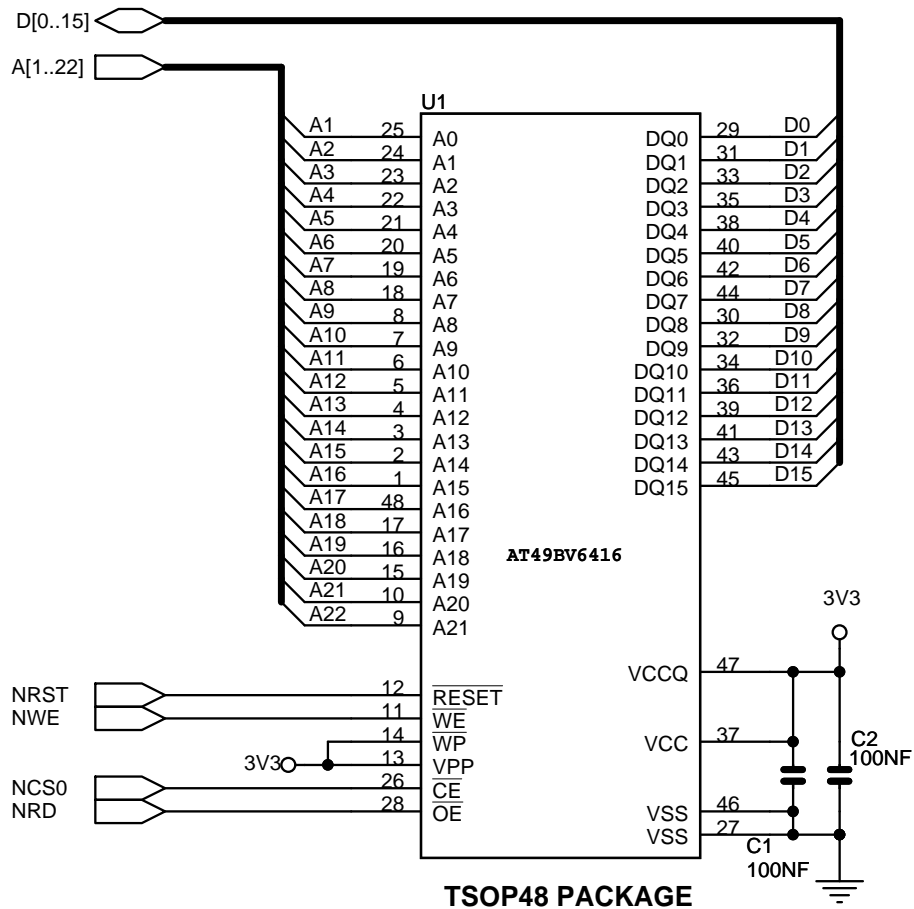 D[0..15]
A[1..22]
U1
A1 25 A0 DQ0 29 D0
A2 24 A1 DQ1 31 D1
A3 23 A2 DQ2 33 D2
A4 22 A3 DQ3 35 D3
A5 21 A4 DQ4 38 D4
A6 20 A5 DQ5 40 D5
A7 19 A6 DQ6 42 D6
A8 18 A7 DQ7 44 D7
A9 8 A8 DQ8 30 D8
A10 7 A9 DQ9 32 D9
A11 6 A10 DQ10 34 D10
A12 5 A11 DQ11 36 D11
A13 4 A12 DQ12 39 D12
A14 3 A13 DQ13 41 D13
A15 2 A14 DQ14 43 D14
A16 1 A15 DQ15 45 D15
A17 48 A16
A18 17 A17
A19 16 A18
AT49BV6416
A20 15 A19
A21 10 A20
A22 9 A21
3V3
VCCQ 47
NRST 12 RESET
NWE 11 WE
14 WP VCC 37
C2
100NF
3V3 13 VPP
NCS0 26 CE
NRD 28 OE VSS 46
VSS 27
C1
100NF
TSOP48 PACKAGE